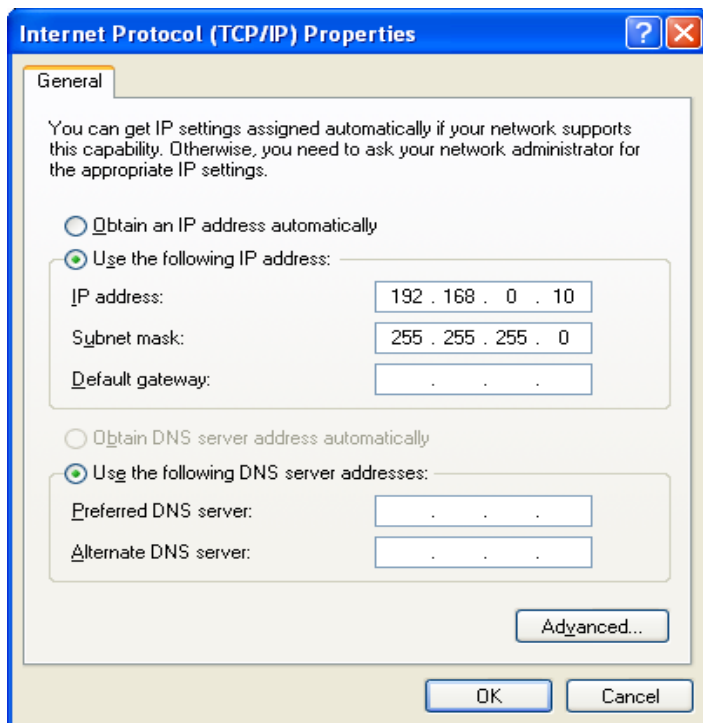 Internet Protocol (TCP/IP) Properties
General
You can get IP settings assigned automatically if your network supports
this capability. Otherwise, you need to ask your network administrator for
the appropriate IP settings.
Obtain an IP address automatically
Use the following IP address:
IP address: 192 . 168 . 0 . 10
Subnet mask: 255 . 255 . 255 . 0
Default gateway: . . .
Obtain DNS server address automatically
Use the following DNS server addresses:
Preferred DNS server: . . .
Alternate DNS server: . . .
Advanced...
OK Cancel